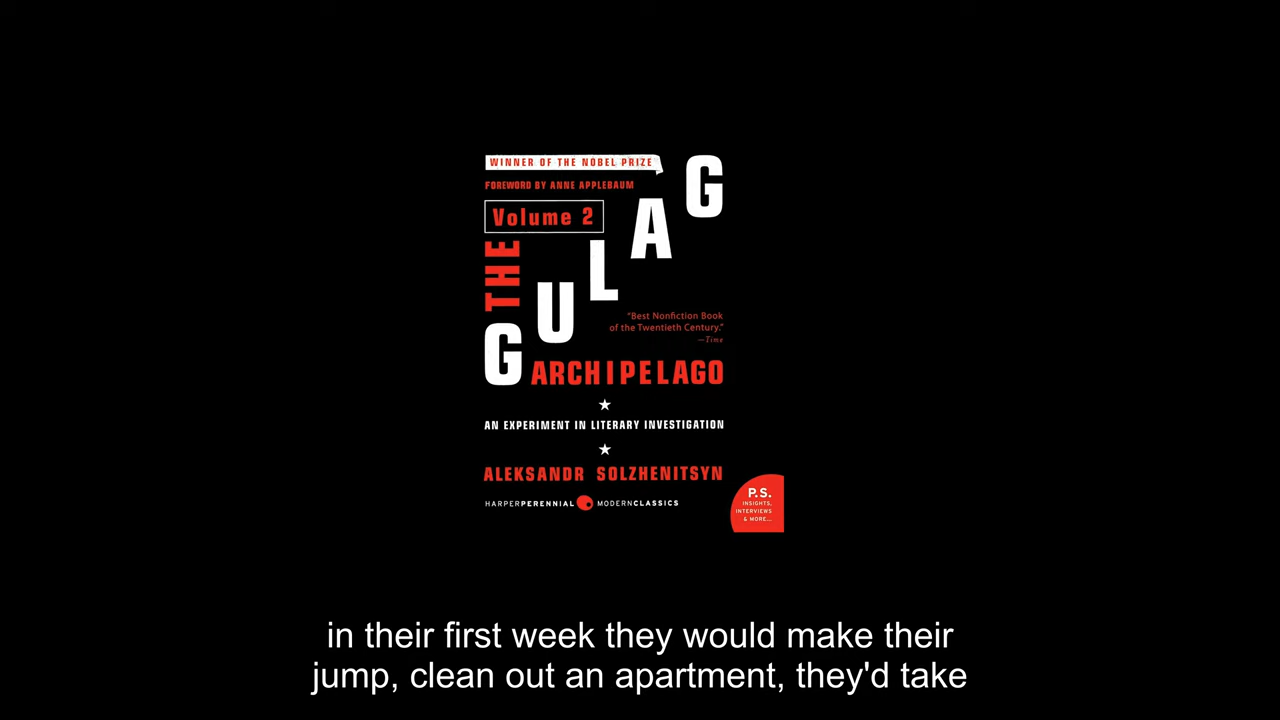 WINNER OF THE NOBEL PRIZE
FOREWORD BY ANNE APPLEBAUM
Volume 2
THE
GULAG
ARCHIPELAGO
"Best Nonfiction Book
of the Twentieth Century."
—Time
AN EXPERIMENT IN LITERARY INVESTIGATION
ALEKSANDR SOLZHENITSYN
HARPERPERENNIAL MODERNCLASSICS
P.S.
INSIGHTS,
INTERVIEWS
& MORE...
in their first week they would make their
jump, clean out an apartment, they'd take